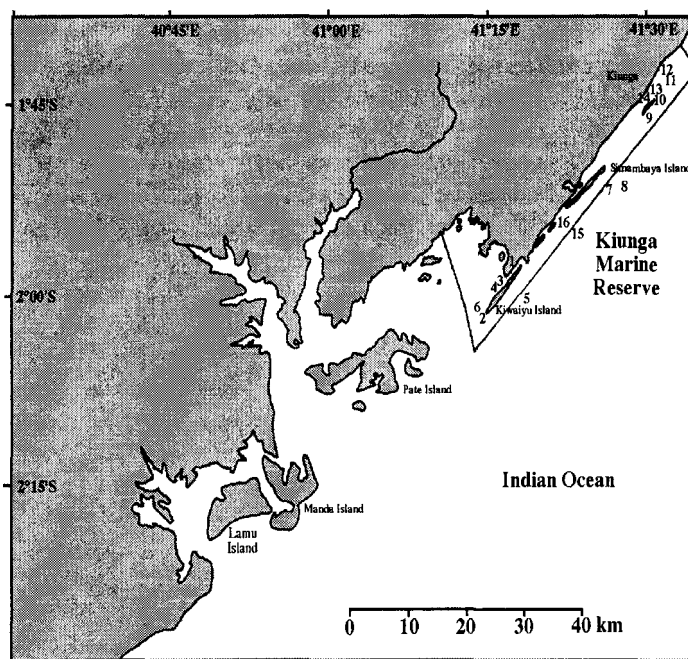 40°45'E 41°00'E 41°15'E 41°30'E
1°45'S
2°00'S
2°15'S
Kiunga
12
11
13
14 10
9
Simambaya Island
7 8
16
15
Kiunga
Marine
Reserve
3
4
5
6
2
Kiwaiyu Island
Pate Island
Indian Ocean
Manda Island
Lamu
Island
0 10 20 30 40 km